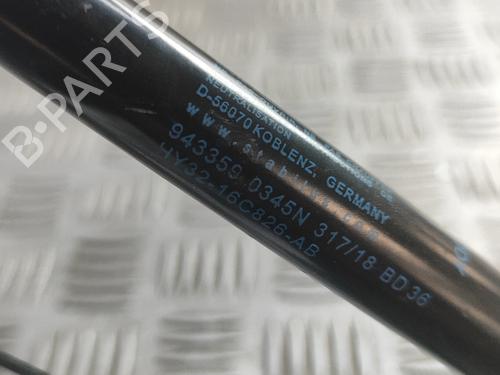 B-PARTS
NEUTRALISATION
D-56070 KOBLENZ, GERMANY
www.stabilus.com
943359 0345N 317/18 BD36
HY32-16C826-AB